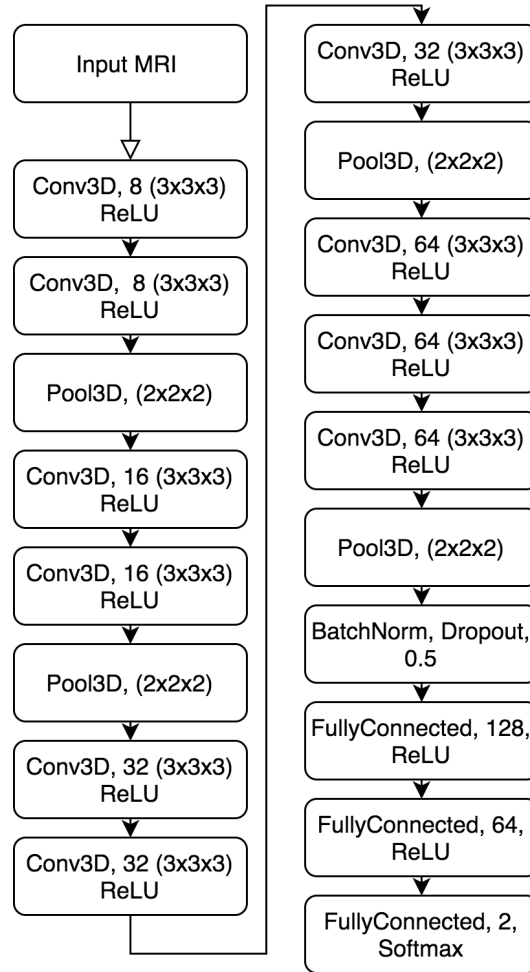 Input MRI
Conv3D, 8 (3x3x3)
ReLU
Conv3D, 8 (3x3x3)
ReLU
Pool3D, (2x2x2)
Conv3D, 16 (3x3x3)
ReLU
Conv3D, 16 (3x3x3)
ReLU
Pool3D, (2x2x2)
Conv3D, 32 (3x3x3)
ReLU
Conv3D, 32 (3x3x3)
ReLU
Conv3D, 32 (3x3x3)
ReLU
Pool3D, (2x2x2)
Conv3D, 64 (3x3x3)
ReLU
Conv3D, 64 (3x3x3)
ReLU
Conv3D, 64 (3x3x3)
ReLU
Pool3D, (2x2x2)
BatchNorm, Dropout,
0.5
FullyConnected, 128,
ReLU
FullyConnected, 64,
ReLU
FullyConnected, 2,
Softmax